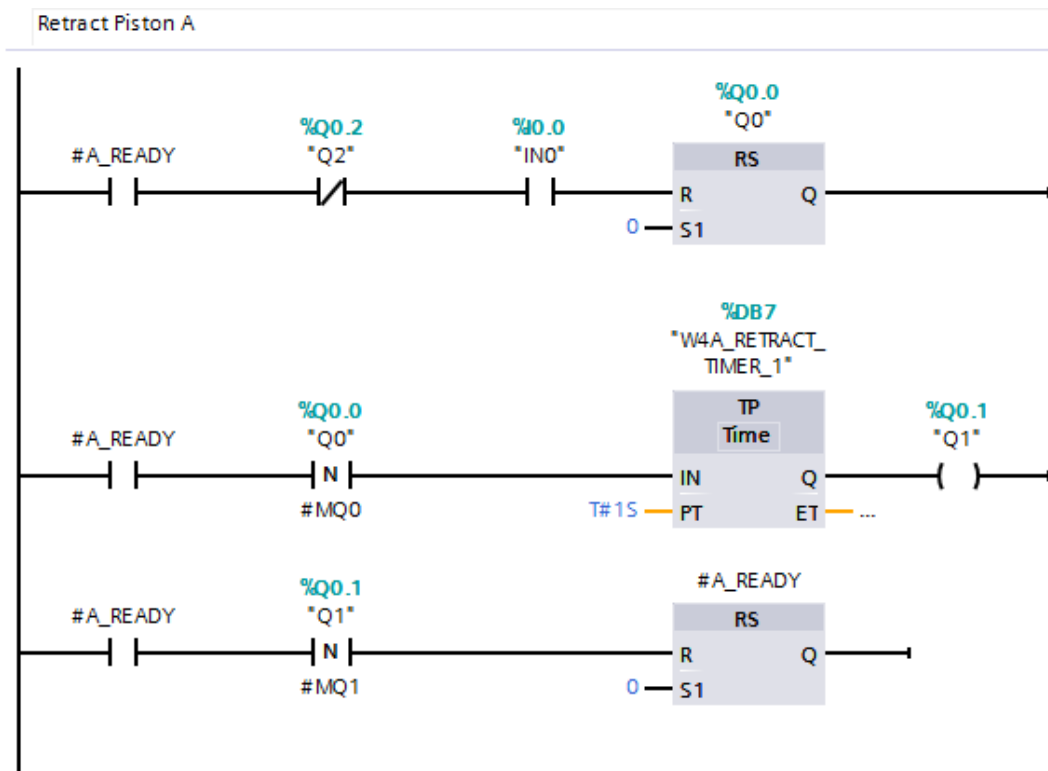 Retract Piston A
%Q0.0
"Q0"
%Q0.2
%I0.0
#A_READY
"Q2"
"IN0"
RS
R
Q
0
S1
%DB7
"W4A_RETRACT_
TIMER_1"
%Q0.0
TP
%Q0.1
#A_READY
"Q0"
Time
"Q1"
N
IN
Q
#MQ0
T#1S
PT
ET
...
%Q0.1
#A_READY
#A_READY
"Q1"
RS
N
R
Q
#MQ1
0
S1